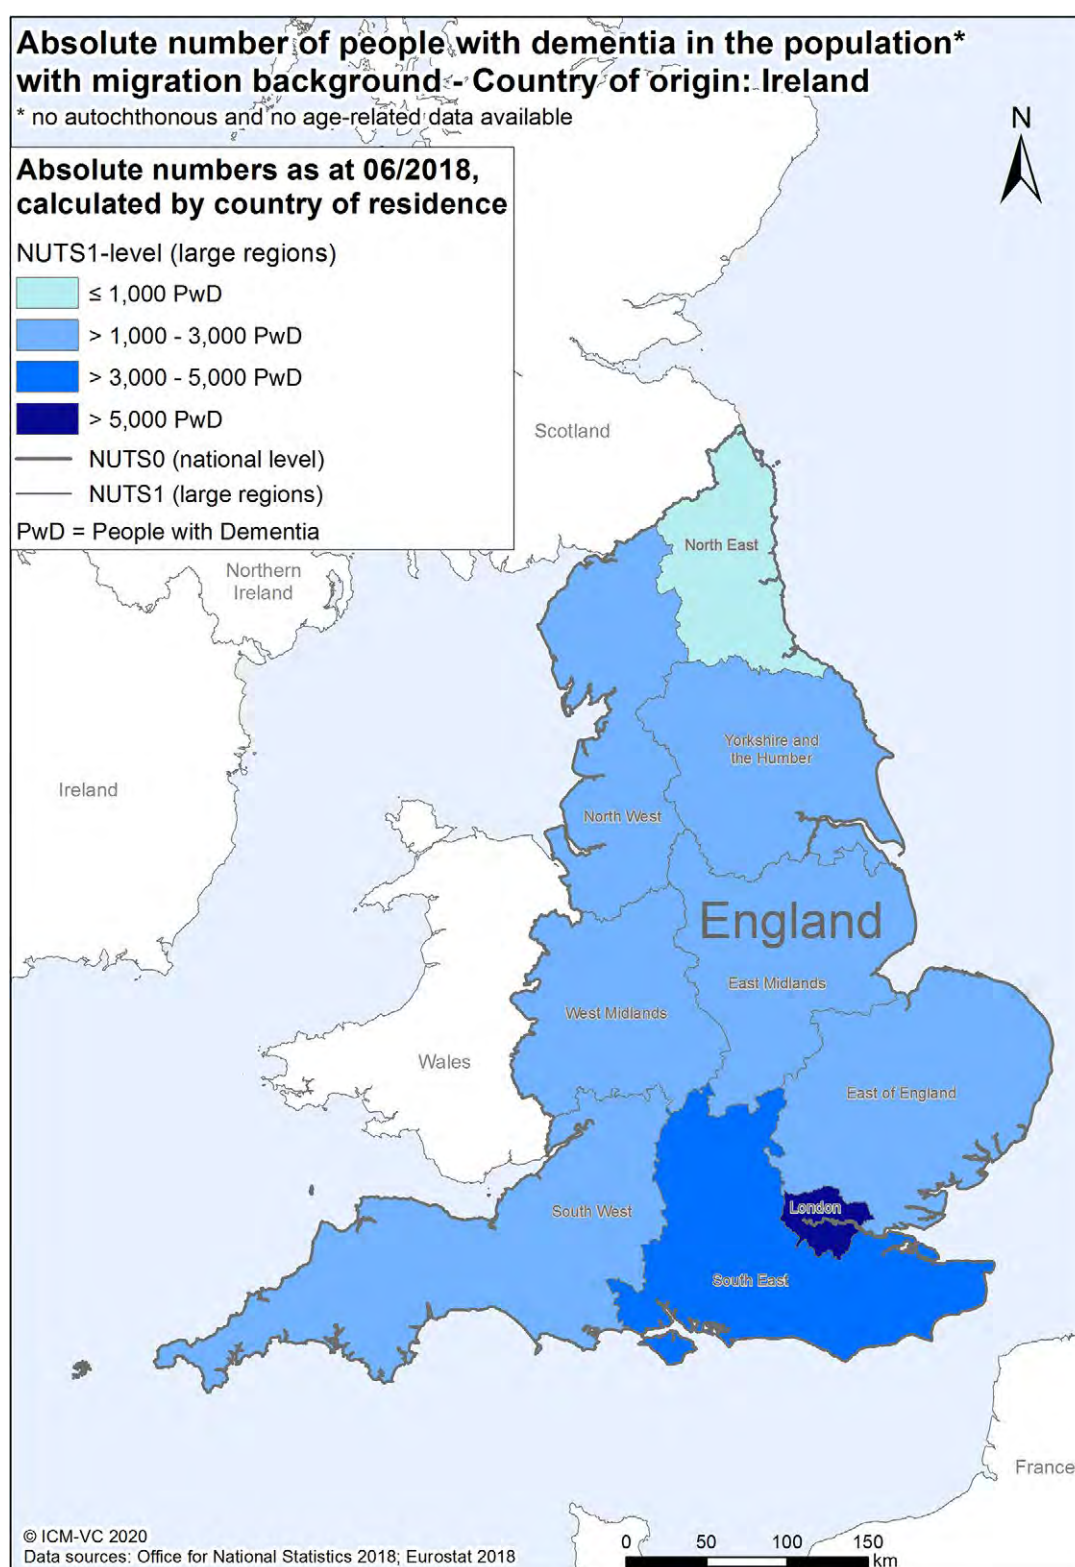 Absolute number of people with dementia in the population*
with migration background - Country of origin: Ireland
* no autochthonous and no age-related data available
N
Absolute numbers as at 06/2018,
calculated by country of residence
NUTS1-level (large regions)
≤ 1,000 PwD
> 1,000 - 3,000 PwD
> 3,000 - 5,000 PwD
> 5,000 PwD
NUTS0 (national level)
NUTS1 (large regions)
PwD = People with Dementia
Scotland
North East
Northern
Ireland
Yorkshire and
the Humber
Ireland
North West
England
East Midlands
West Midlands
Wales
East of England
London
South West
South East
France
© ICM-VC 2020
Data sources: Office for National Statistics 2018; Eurostat 2018
0 50 100 150
km